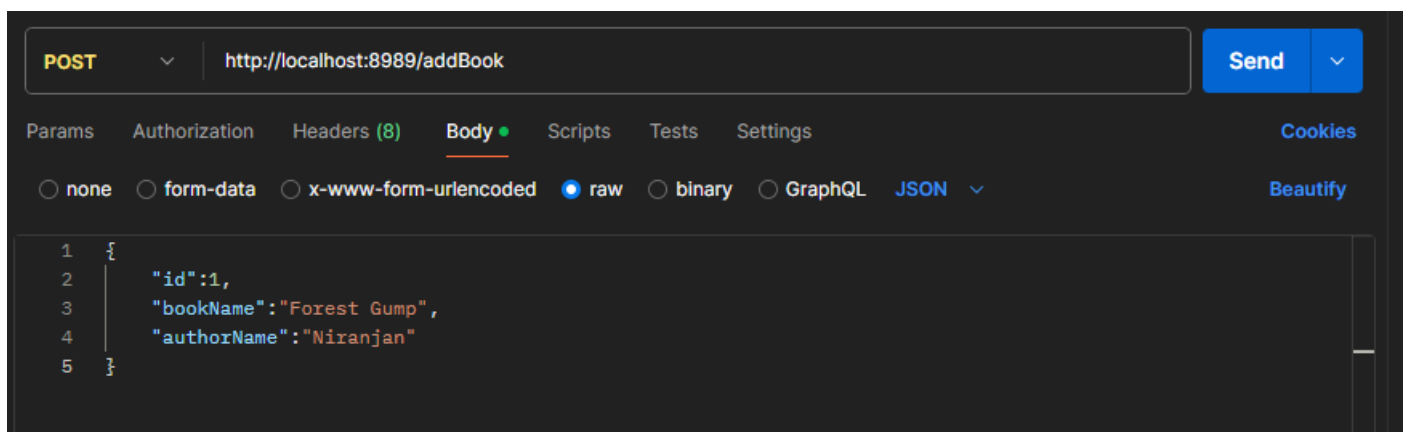 POST http://localhost:8989/addBook Send
Params Authorization Headers (8) Body Scripts Tests Settings Cookies
none form-data x-www-form-urlencoded raw binary GraphQL JSON Beautify
1 {
2 "id":1,
3 "bookName":"Forest Gump",
4 "authorName":"Niranjan"
5 }